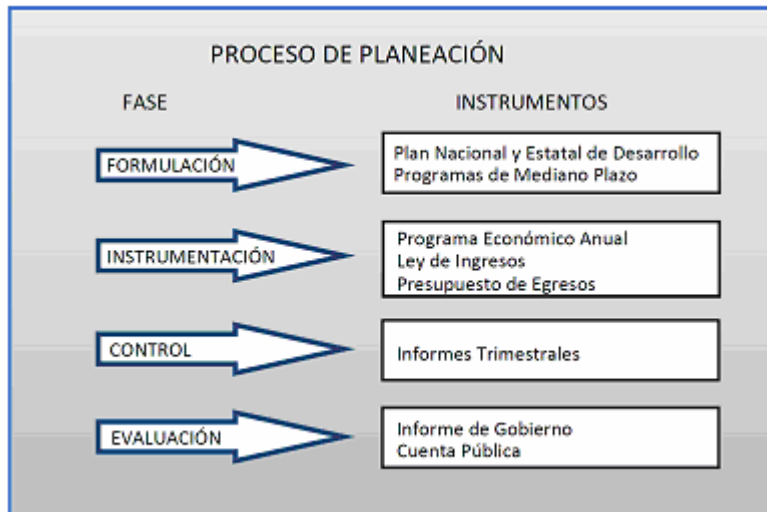 PROCESO DE PLANEACIÓN
FASE INSTRUMENTOS
FORMULACIÓN
Plan Nacional y Estatal de Desarrollo
Programas de Mediano Plazo
INSTRUMENTACIÓN
Programa Económico Anual
Ley de Ingresos
Presupuesto de Egresos
CONTROL
Informes Trimestrales
EVALUACIÓN
Informe de Gobierno
Cuenta Pública